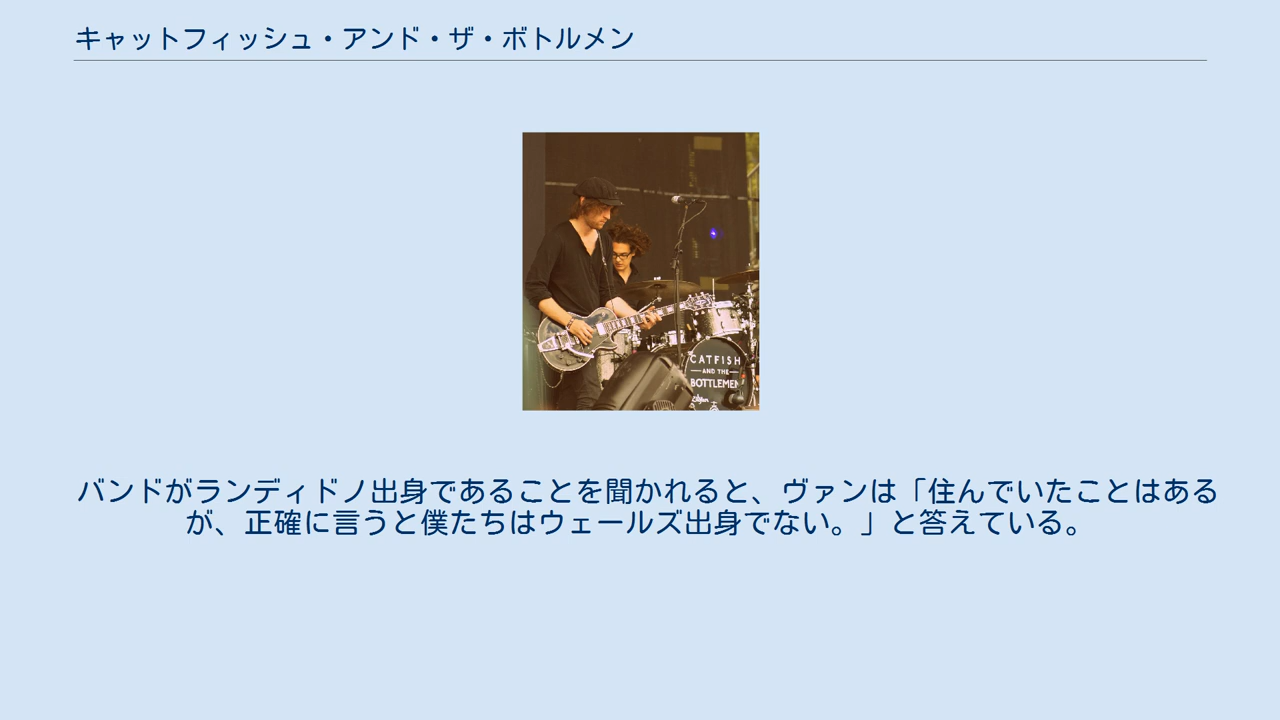 キャットフィッシュ・アンド・ザ・ボトルメン
CATFISH
AND THE
BOTTLEMEN
バンドがランディドノ出身であることを聞かれると、ヴァンは「住んでいたことはある
が、正確に言うと僕たちはウェールズ出身でない。」と答えている。